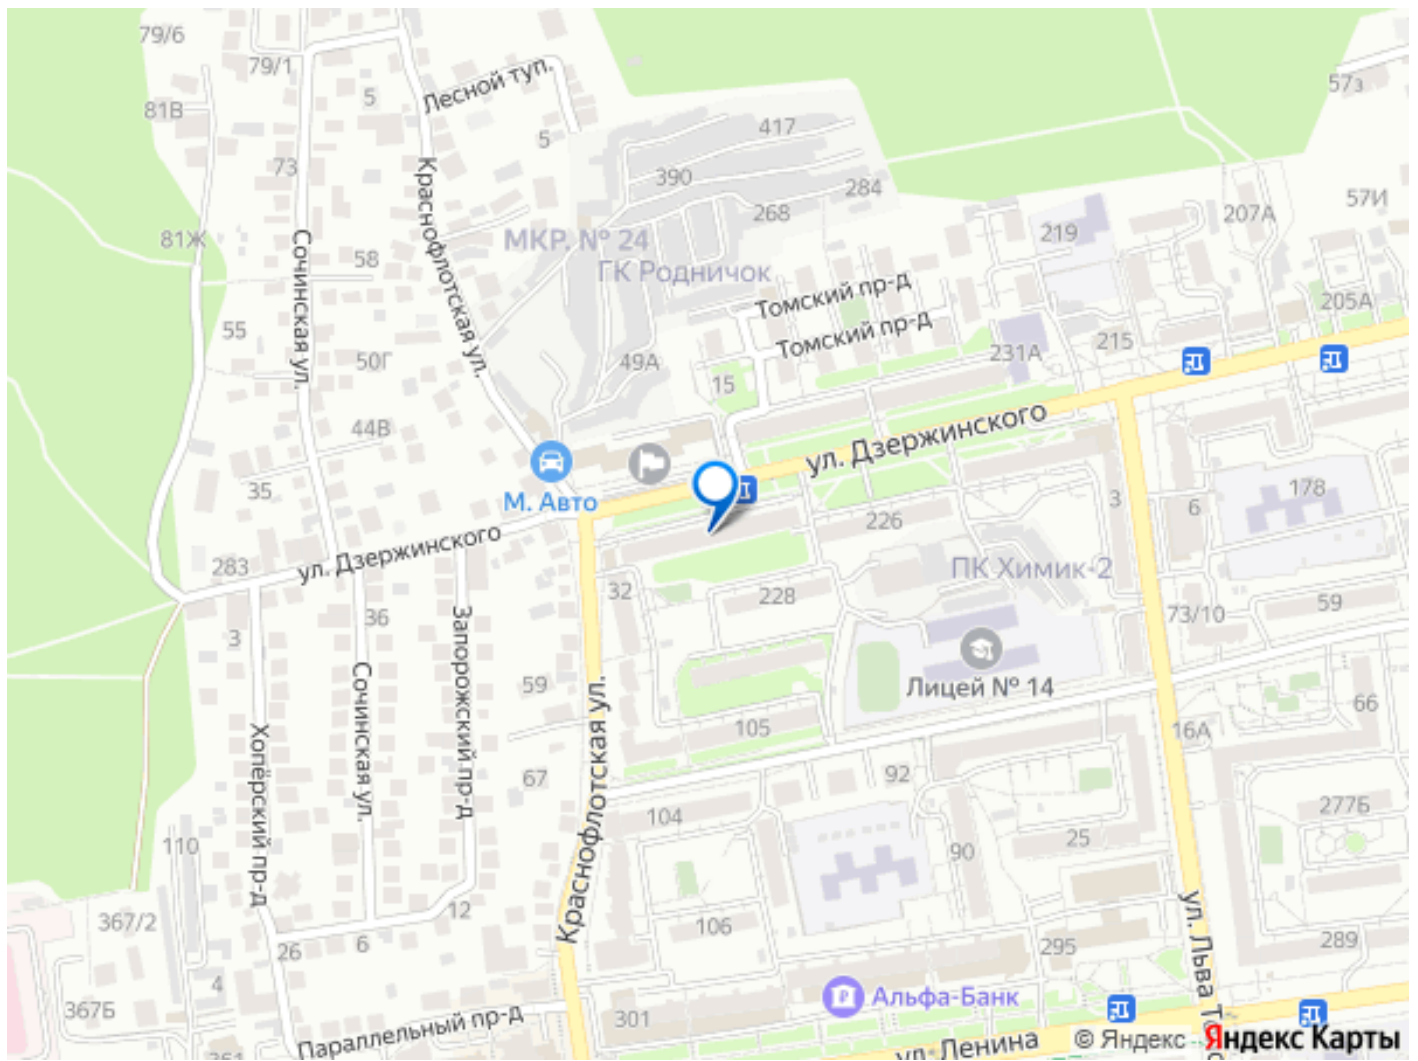 79/6
79/1
5
Лесной туп.
57з
81В
417
5
73
390
284
57И
Краснофлотская ул.
268
207А
МКР. № 24
219
81Ж
Сочинская ул.
58
ГК Родничок
Томский пр-д
205А
55
Томский пр-д
215
50Г
49А
231А
15
44В
ул. Дзержинского
М. Авто
35
178
3
6
226
ул. Дзержинского
283
ПК Химик-2
32
228
59
36
73/10
3
Запорожский пр-д
Лицей № 14
59
Сочинская ул.
66
Краснофлотская ул.
105
16А
Хопёрский пр-д
67
92
277Б
104
110
25
90
12
367/2
106
26
6
295
289
ул. Льва Т
4
Альфа-Банк
367Б
301
Параллельный пр-д
361
ул. Ленина
© Яндекс Яндекс Карты